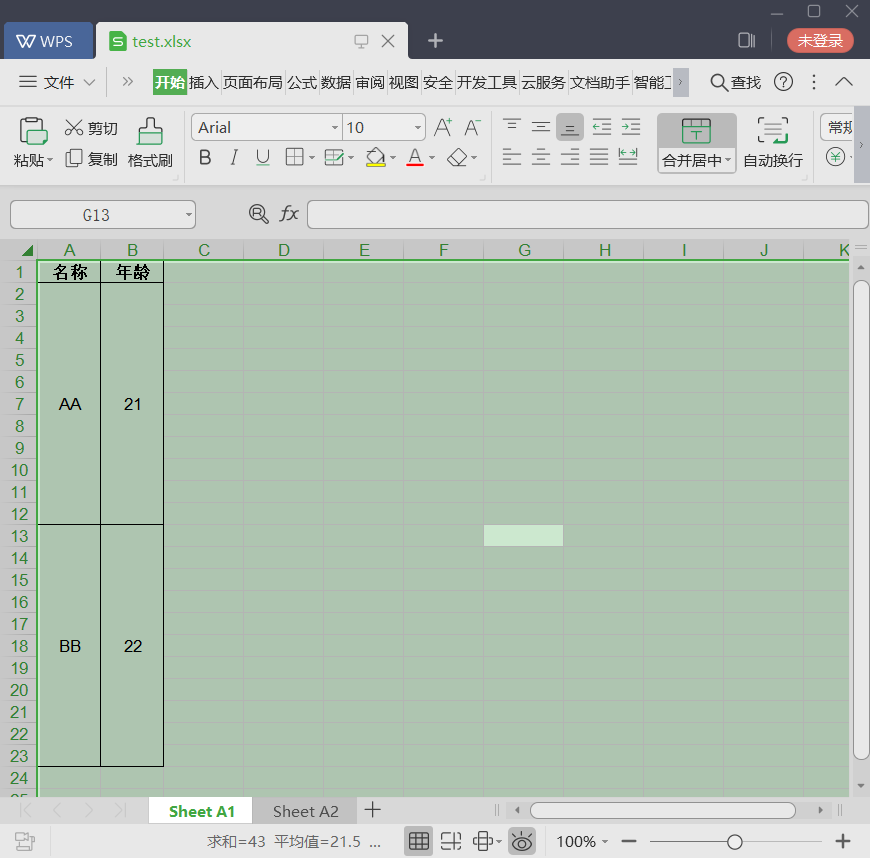 WPS test.xlsx 未登录
文件 开始 插入 页面布局 公式 数据 审阅 视图 安全 开发工具 云服务 文档助手 智能 查找
剪切 Arial 10 常规
粘贴 复制 格式刷 B I U A 合并居中 自动换行
G13 fx
A B C D E F G H I J K
1 名称 年龄
2
3
4
5
6
7 AA 21
8
9
10
11
12
13
14
15
16
17
18 BB 22
19
20
21
22
23
24
25
Sheet A1 Sheet A2
求和=43 平均值=21.5 ... 100%